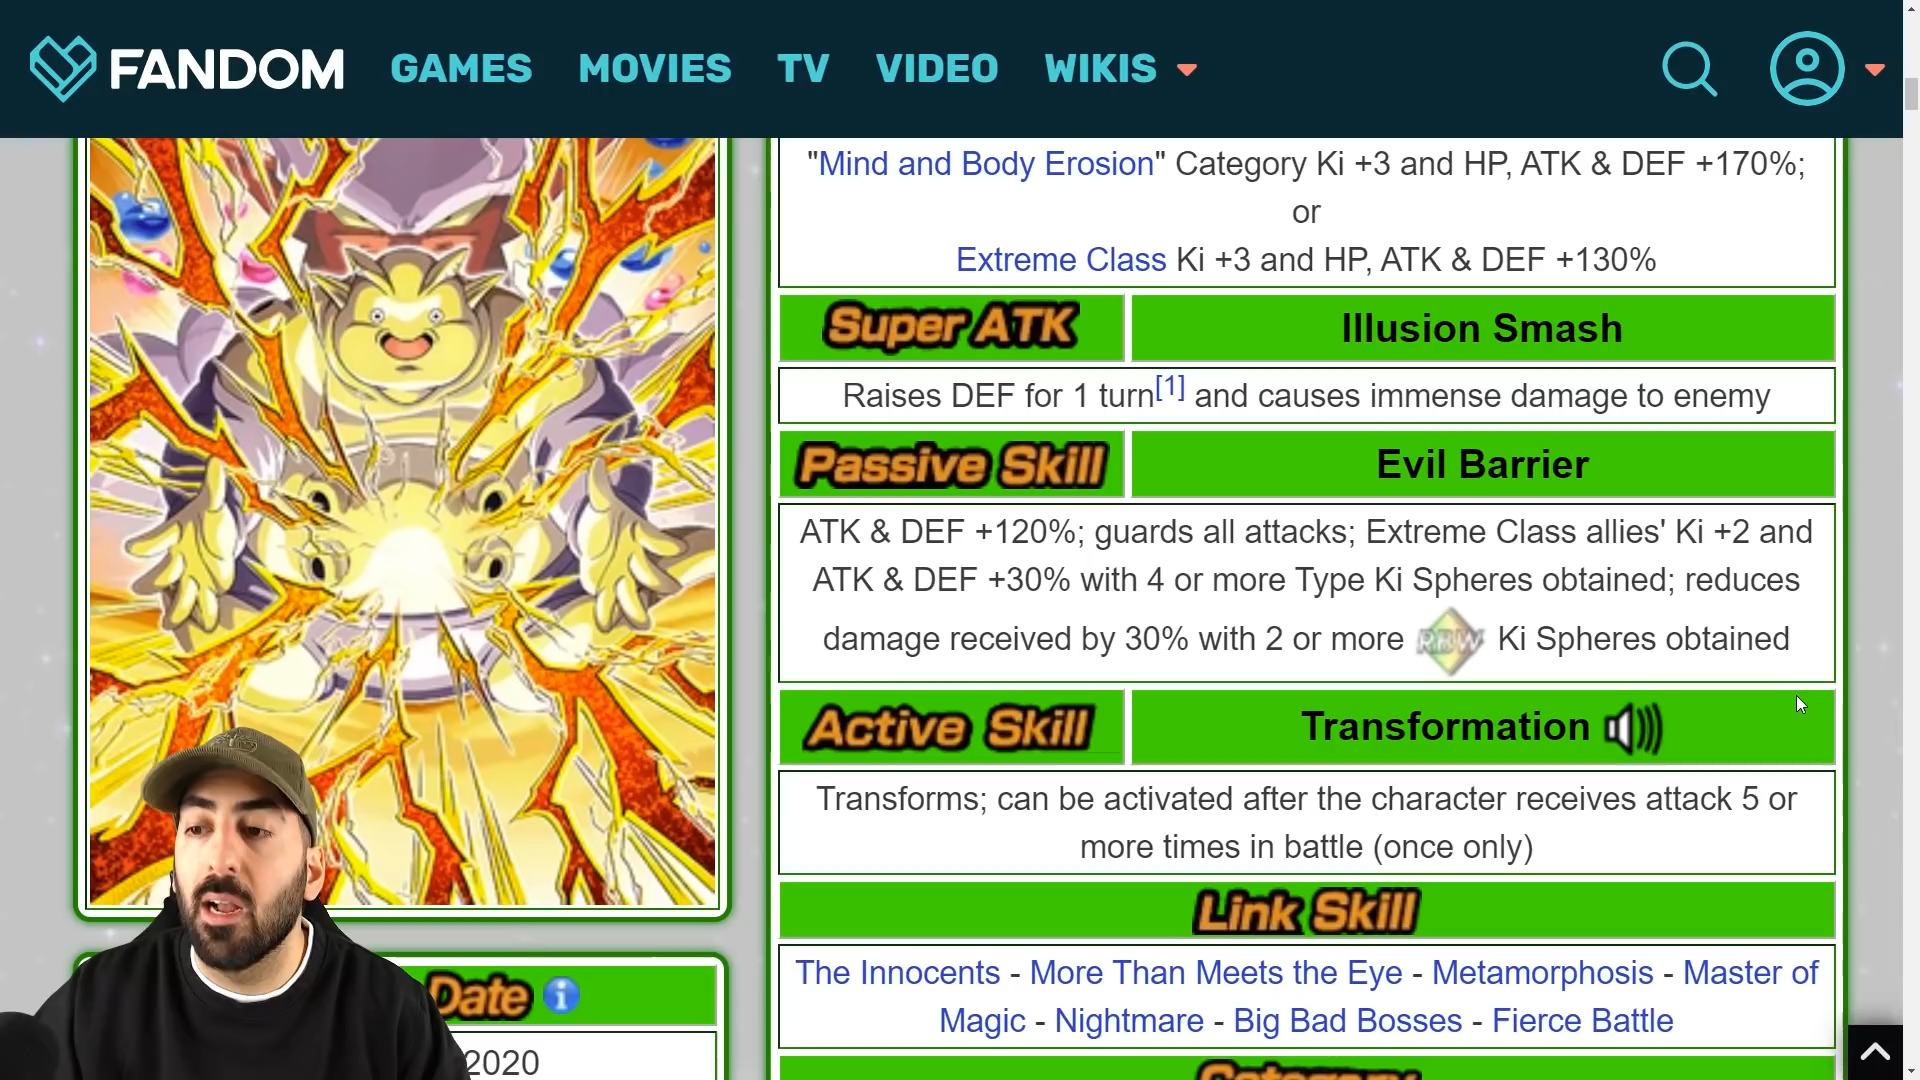 FANDOM GAMES MOVIES TV VIDEO WIKIS
"Mind and Body Erosion" Category Ki +3 and HP, ATK & DEF +170%;
or
Extreme Class Ki +3 and HP, ATK & DEF +130%
Super ATK Illusion Smash
Raises DEF for 1 turn[1] and causes immense damage to enemy
Passive Skill Evil Barrier
ATK & DEF +120%; guards all attacks; Extreme Class allies' Ki +2 and
ATK & DEF +30% with 4 or more Type Ki Spheres obtained; reduces
damage received by 30% with 2 or more RBW Ki Spheres obtained
Active Skill Transformation
Transforms; can be activated after the character receives attack 5 or
more times in battle (once only)
Link Skill
The Innocents - More Than Meets the Eye - Metamorphosis - Master of
Magic - Nightmare - Big Bad Bosses - Fierce Battle
Category
Date
2020